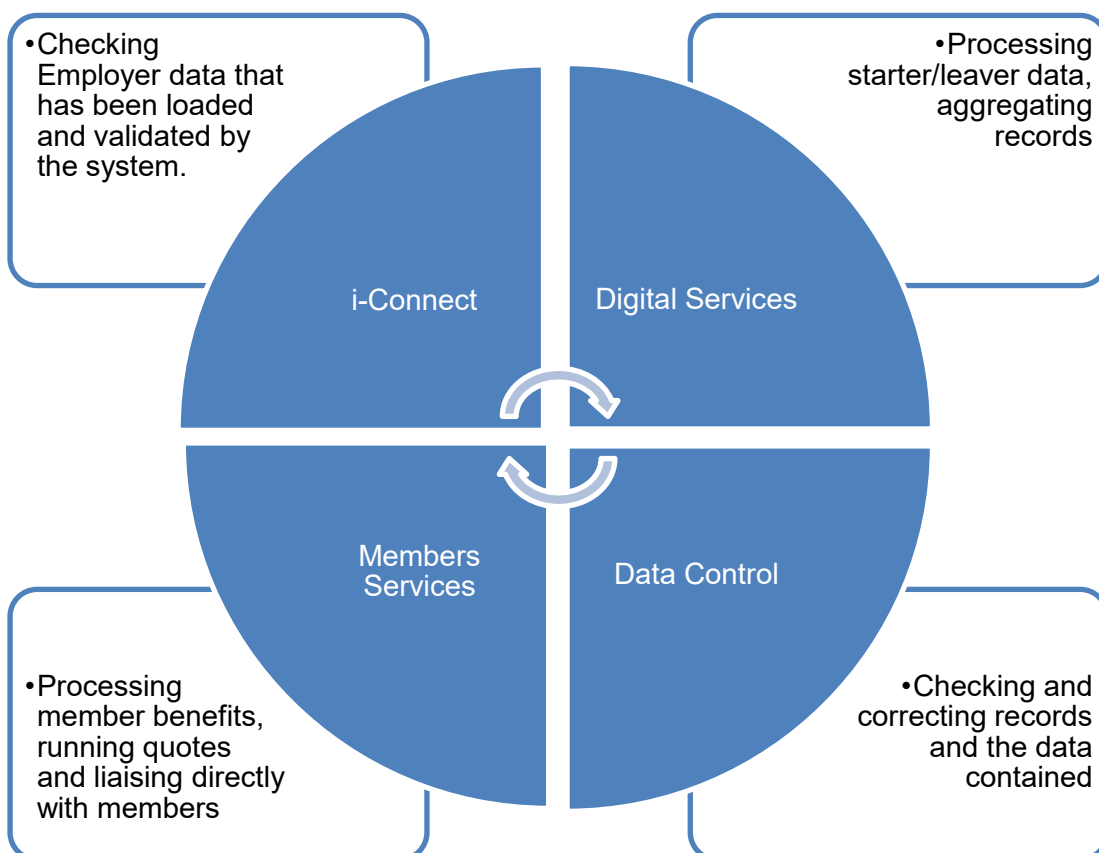 •Checking
Employer data that
has been loaded
and validated by
the system.
•Processing
starter/leaver data,
aggregating
records
i-Connect
Digital Services
Members
Services
Data Control
•Processing
member benefits,
running quotes
and liaising directly
with members
•Checking and
correcting records
and the data
contained